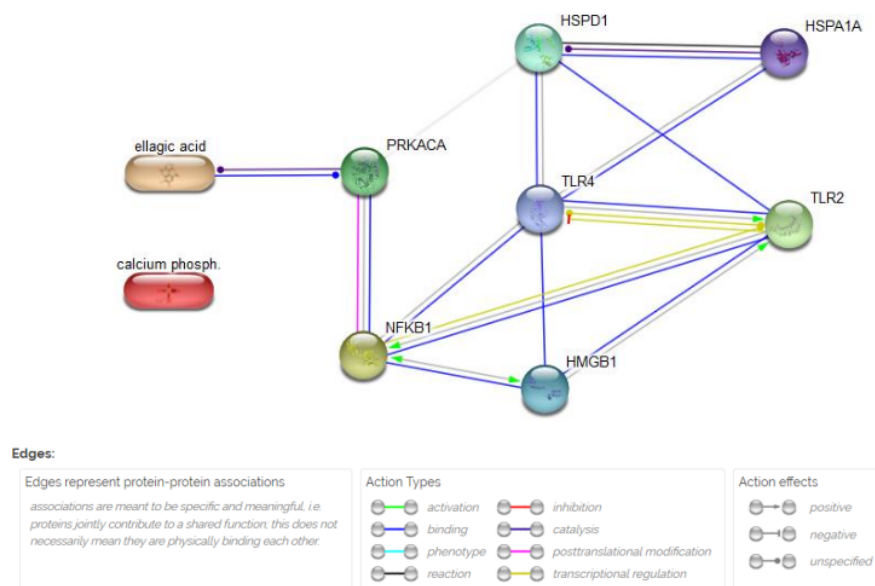 HSPD1
HSPA1A
ellagic acid
PRKACA
TLR4
TLR2
calcium phosph.
NFKB1
HMGB1
Edges:
Edges represent protein-protein associations
associations are meant to be specific and meaningful, i.e.
proteins jointly contribute to a shared function; this does not
necessarily mean they are physically binding each other.
Action Types
activation
inhibition
binding
catalysis
phenotype
posttranslational modification
reaction
transcriptional regulation
Action effects
positive
negative
unspecified